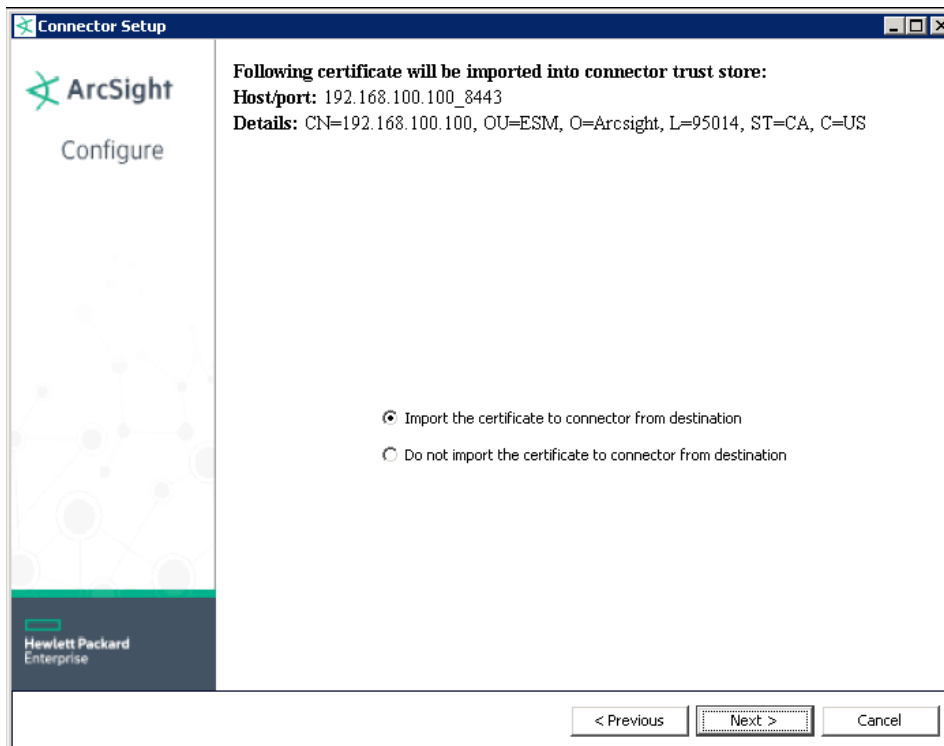 Connector Setup
ArcSight
Configure
Following certificate will be imported into connector trust store:
Host/port: 192.168.100.100_8443
Details: CN=192.168.100.100, OU=ESM, O=Arcsight, L=95014, ST=CA, C=US
Import the certificate to connector from destination
Do not import the certificate to connector from destination
Hewlett Packard
Enterprise
< Previous
Next >
Cancel